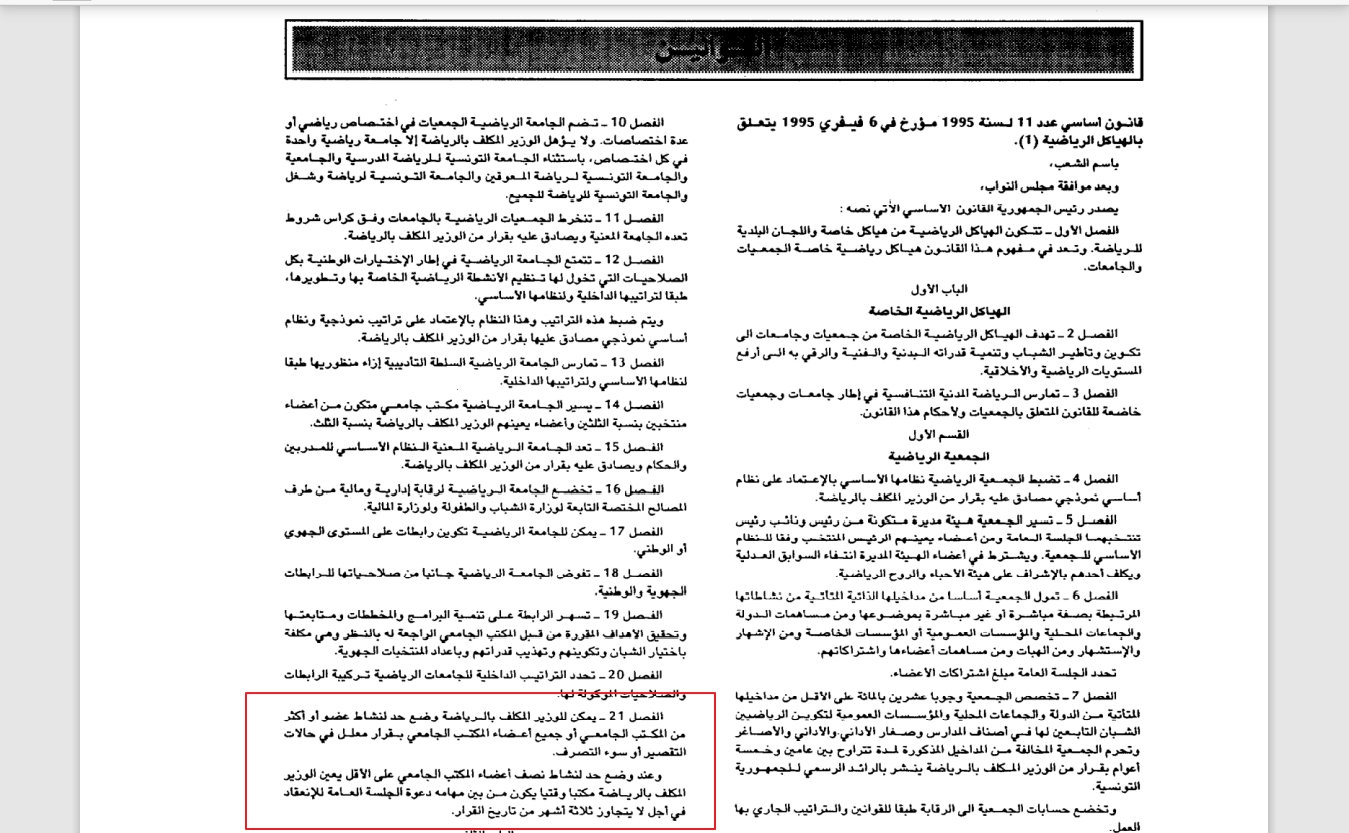 القوانين
قانون اساسي عدد 11 لسنة 1995 مؤرخ في 6 فيفري 1995 يتعلق
بالهياكل الرياضية (1).
باسم الشعب،
وبعد موافقة مجلس النواب،
يصدر رئيس الجمهورية القانون الأساسي الأتي نصه :
الفصل الأول – تتكون الهياكل الرياضية من هياكل خاصة واللجان البلدية
للرياضة. وتعد في مفهوم هذا القانون هياكل رياضية خاصة الجمعيات
والجامعات.
الباب الأول
الهياكل الرياضية الخاصة
الفصل 2 – تهدف الهياكل الرياضية الخاصة من جمعيات وجامعات الى
تكوين وتأطير الشباب وتنمية قدراته البدنية والفنية والرقي به الى أرفع
المستويات الرياضية والأخلاقية.
الفصل 3 – تمارس الرياضة المدنية التنافسية في إطار جامعات وجمعيات
خاضعة للقانون المتعلق بالجمعيات ولأحكام هذا القانون.
القسم الأول
الجمعية الرياضية
الفصل 4 – تضبط الجمعية الرياضية نظامها الأساسي بالإعتماد على نظام
أساسي نموذجي مصادق عليه بقرار من الوزير المكلف بالرياضة.
الفصل 5 – تسير الجمعية هيئة مديرة متكونة من رئيس ونائب رئيس
تنتخبهما الجلسة العامة ومن أعضاء يعينهم الرئيس المنتخب وفقا للنظام
الأساسي للجمعية. ويشترط في أعضاء الهيئة المديرة انتفاء السوابق العدلية
ويكلف أحدهم بالإشراف على هيئة الأحباء والروح الرياضية.
الفصل 6 – تمول الجمعية أساسا من مداخيلها الذاتية المتأتية من نشاطاتها
المرتبطة بصفة مباشرة أو غير مباشرة بموضوعها ومن مساهمات الدولة
والجماعات المحلية والمؤسسات العمومية أو المؤسسات الخاصة ومن الإشهار
والإستشهار ومن الهبات ومن مساهمات أعضاءها واشتراكاتهم.
تحدد الجلسة العامة مبلغ اشتراكات الأعضاء.
الفصل 7 – تخصص الجمعية وجوبا عشرين بالمائة على الأقل من مداخيلها
المتأتية من الدولة والجماعات المحلية والمؤسسات العمومية لتكوين الرياضيين
الشبان التابعين لها في أصناف المدارس وصغار الأداني والأداني والأصاغر
وتحرم الجمعية المخالفة من المداخيل المذكورة لمدة تتراوح بين عامين وخمسة
أعوام بقرار من الوزير المكلف بالرياضة ينشر بالرائد الرسمي للجمهورية
التونسية.
وتخضع حسابات الجمعية الى الرقابة طبقا للقوانين والتراتيب الجاري بها
العمل.
الفصل 10 – تضم الجامعة الرياضية الجمعيات في اختصاص رياضي أو
عدة اختصاصات. ولا يؤهل الوزير المكلف بالرياضة إلا جامعة رياضية واحدة
في كل اختصاص، باستثناء الجامعة التونسية للرياضة المدرسية والجامعية
والجامعة التونسية لرياضة المعوقين والجامعة التونسية لرياضة وشغل
والجامعة التونسية للرياضة للجميع.
الفصل 11 – تنخرط الجمعيات الرياضية بالجامعات وفق كراس شروط
تعده الجامعة المعنية ويصادق عليه بقرار من الوزير المكلف بالرياضة.
الفصل 12 – تتمتع الجامعة الرياضية في إطار الإختيارات الوطنية بكل
الصلاحيات التي تخول لها تنظيم الأنشطة الرياضية الخاصة بها وتطويرها،
طبقا لتراتيبها الداخلية ولنظامها الأساسي.
ويتم ضبط هذه التراتيب وهذا النظام بالإعتماد على تراتيب نموذجية ونظام
أساسي نموذجي مصادق عليها بقرار من الوزير المكلف بالرياضة.
الفصل 13 – تمارس الجامعة الرياضية السلطة التأديبية إزاء منظوريها طبقا
لنظامها الأساسي ولتراتيبها الداخلية.
الفصل 14 – يسير الجامعة الرياضية مكتب جامعي متكون من أعضاء
منتخبين بنسبة الثلثين وأعضاء يعينهم الوزير المكلف بالرياضة بنسبة الثلث.
الفصل 15 – تعد الجامعة الرياضية المعنية النظام الأساسي للمدربين
والحكام ويصادق عليه بقرار من الوزير المكلف بالرياضة.
الفصل 16 – تخضع الجامعة الرياضية لرقابة إدارية ومالية من طرف
المصالح المختصة التابعة لوزارة الشباب والطفولة ولوزارة المالية.
الفصل 17 – يمكن للجامعة الرياضية تكوين رابطات على المستوى الجهوي
أو الوطني.
الفصل 18 – تفوض الجامعة الرياضية جانبا من صلاحياتها للرابطات
الجهوية والوطنية.
الفصل 19 – تسهر الرابطة على تنمية البرامج والمخططات ومتابعتها
وتحقيق الأهداف المقررة من قبل المكتب الجامعي الراجعة له بالنظر وهي مكلفة
باختيار الشبان وتكوينهم وتهذيب قدراتهم وباعداد المنتخبات الجهوية.
الفصل 20 – تحدد التراتيب الداخلية للجامعات الرياضية تركيبة الرابطات
والصلاحيات الموكولة لها.
الفصل 21 – يمكن للوزير المكلف بالرياضة وضع حد لنشاط عضو أو أكثر
من المكتب الجامعي أو جميع أعضاء المكتب الجامعي بقرار معلل في حالات
التقصير أو سوء التصرف.
وعند وضع حد لنشاط نصف أعضاء المكتب الجامعي على الأقل يعين الوزير
المكلف بالرياضة مكتبا وقتيا يكون من بين مهامه دعوة الجلسة العامة للإنعقاد
في أجل لا يتجاوز ثلاثة أشهر من تاريخ القرار.